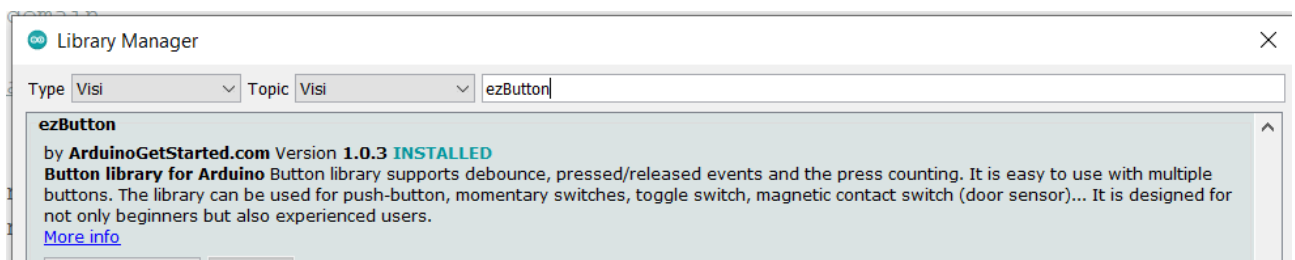 Library Manager
Type Visi Topic Visi ezButton
ezButton
by ArduinoGetStarted.com Version 1.0.3 INSTALLED
Button library for Arduino Button library supports debounce, pressed/released events and the press counting. It is easy to use with multiple
buttons. The library can be used for push-button, momentary switches, toggle switch, magnetic contact switch (door sensor)... It is designed for
not only beginners but also experienced users.
More info